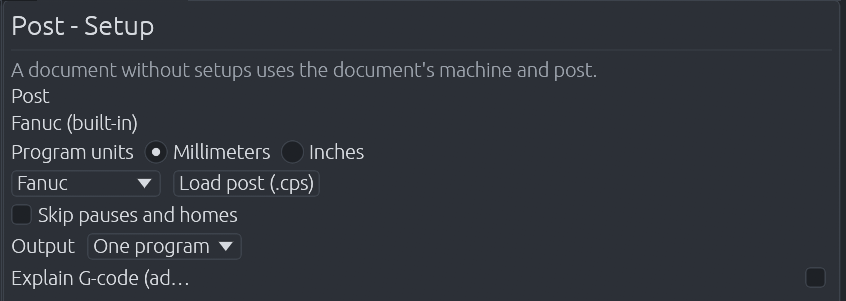 Post - Setup
A document without setups uses the document's machine and post.
Post
Fanuc (built-in)
Program units Millimeters Inches
Fanuc Load post (.cps)
Skip pauses and homes
Output One program
Explain G-code (ad...